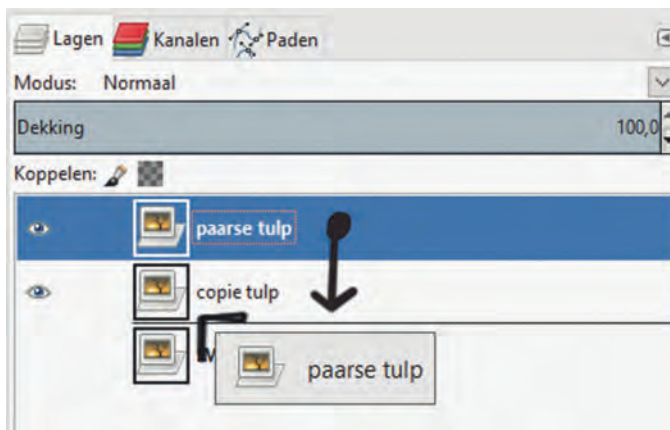 Lagen Kanalen Paden
Modus: Normaal
Dekking 100,0
Koppelen:
paarse tulp
copie tulp
paarse tulp